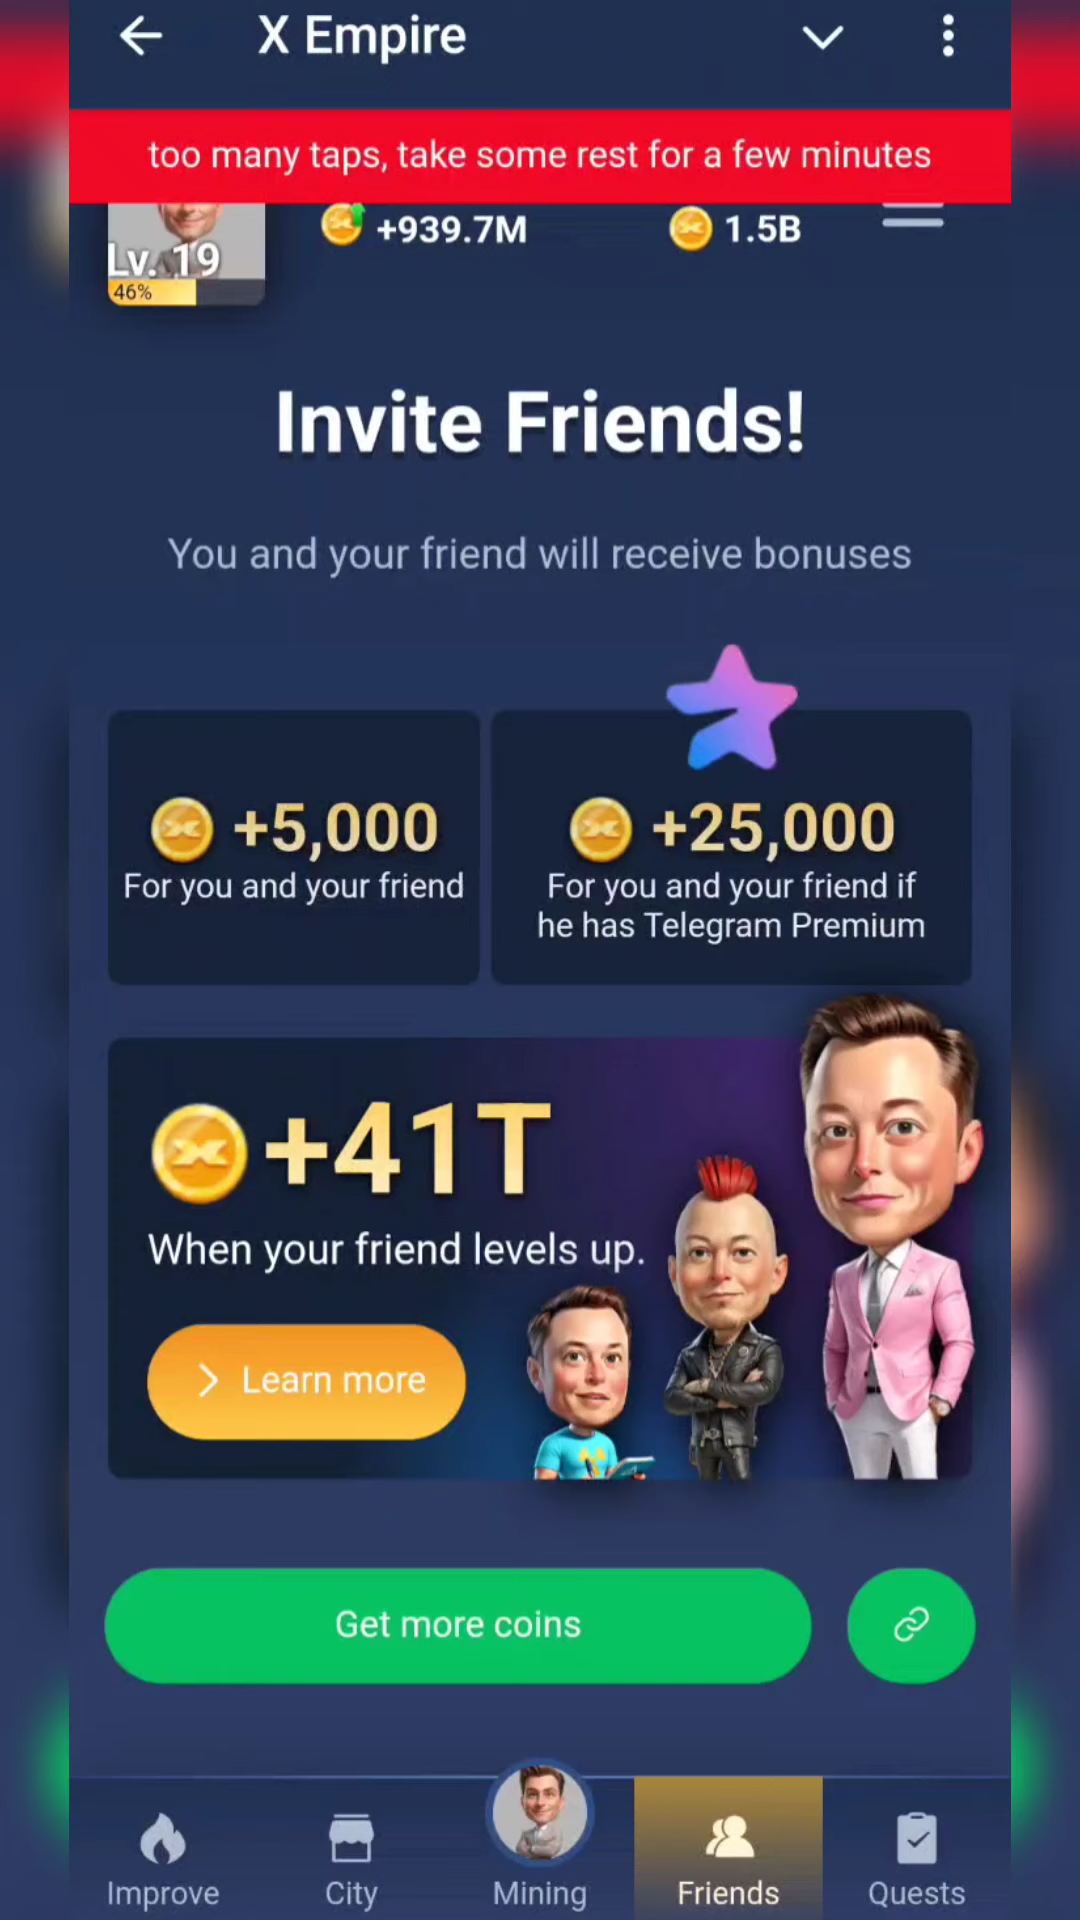 X Empire
too many taps, take some rest for a few minutes
Lv. 19
46%
+939.7M
1.5B
Invite Friends!
You and your friend will receive bonuses
+5,000
For you and your friend
+25,000
For you and your friend if
he has Telegram Premium
+41T
When your friend levels up.
Learn more
Get more coins
Improve
City
Mining
Friends
Quests